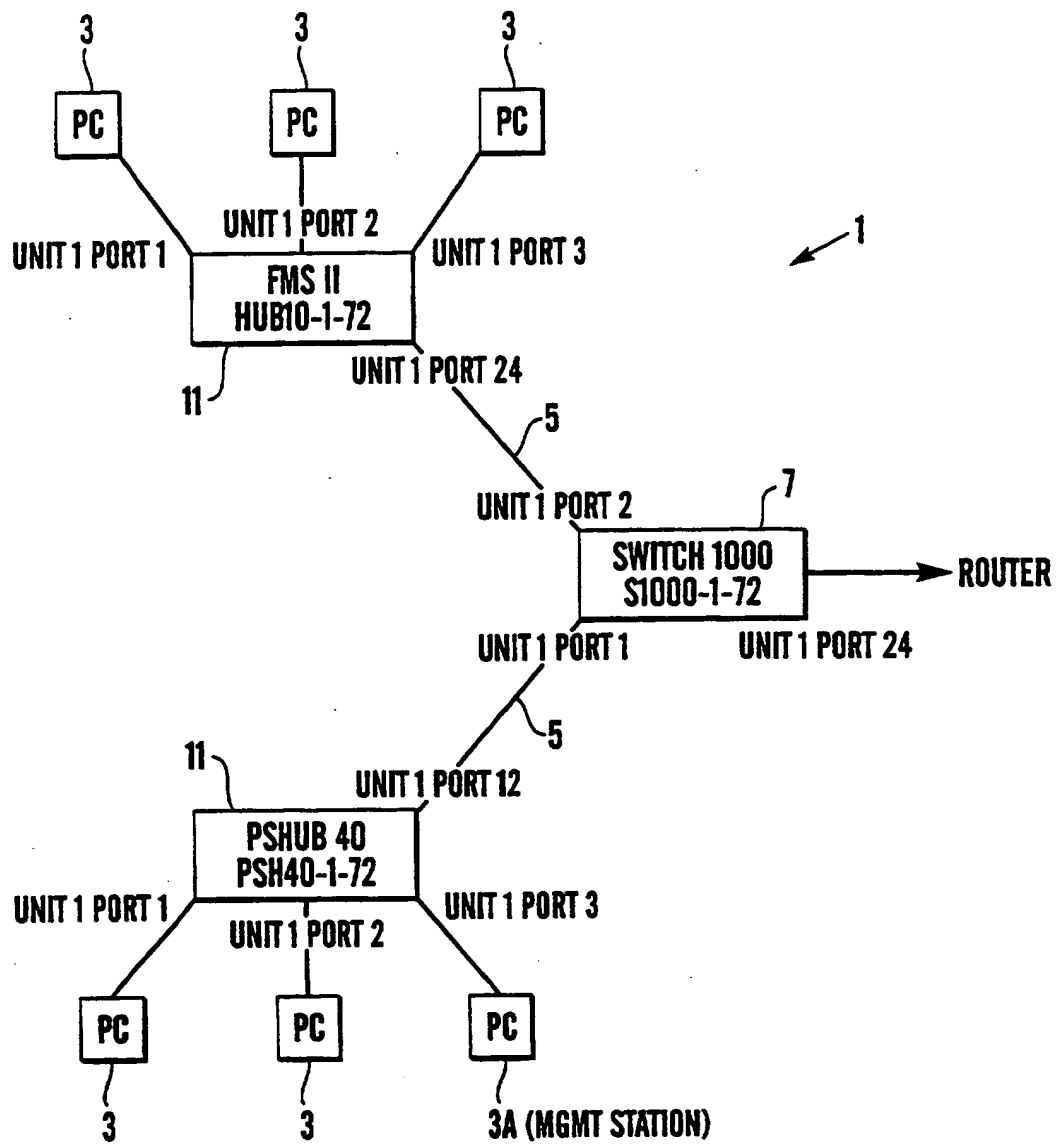 3 3 3
PC PC PC
UNIT 1 PORT 2
UNIT 1 PORT 1 UNIT 1 PORT 3
1
FMS II
HUB10-1-72
11
UNIT 1 PORT 24
5
UNIT 1 PORT 2
7
SWITCH 1000
S1000-1-72
ROUTER
UNIT 1 PORT 1
UNIT 1 PORT 24
5
11
UNIT 1 PORT 12
PSHUB 40
PSH40-1-72
UNIT 1 PORT 1 UNIT 1 PORT 3
UNIT 1 PORT 2
PC PC PC
3 3 3A (MGMT STATION)